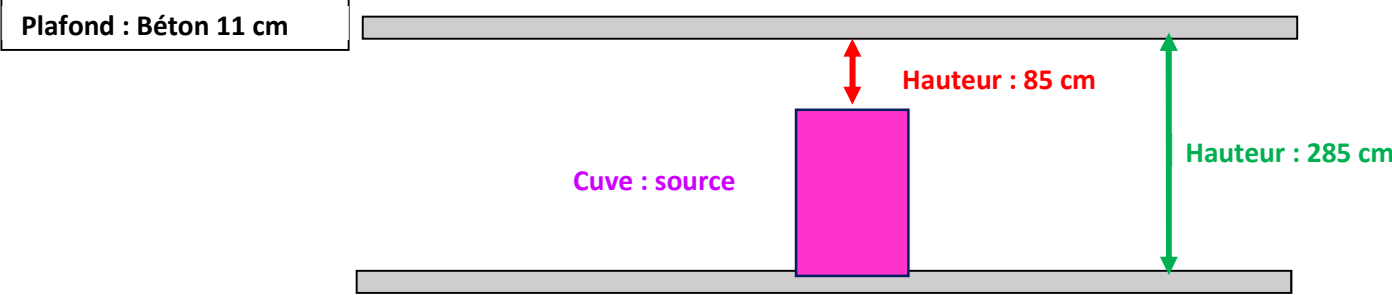 Plafond : Béton 11 cm
Hauteur : 85 cm
Hauteur : 285 cm
Cuve : source